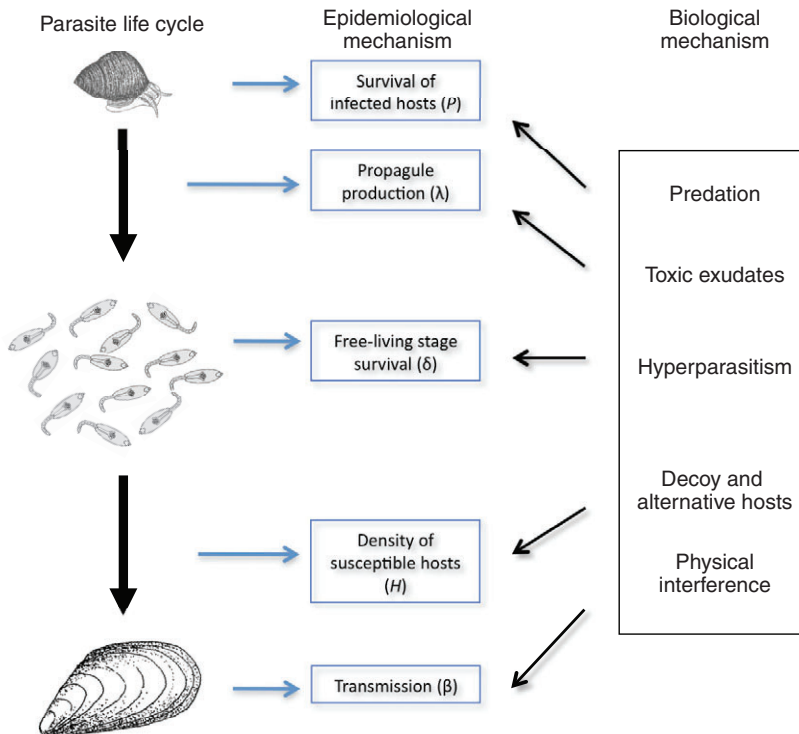 Parasite life cycle
Epidemiological
mechanism
Biological
mechanism
Survival of
infected hosts (P)
Propagule
production (λ)
Free-living stage
survival (δ)
Density of
susceptible hosts
(H)
Transmission (β)
Predation
Toxic exudates
Hyperparasitism
Decoy and
alternative hosts
Physical
interference